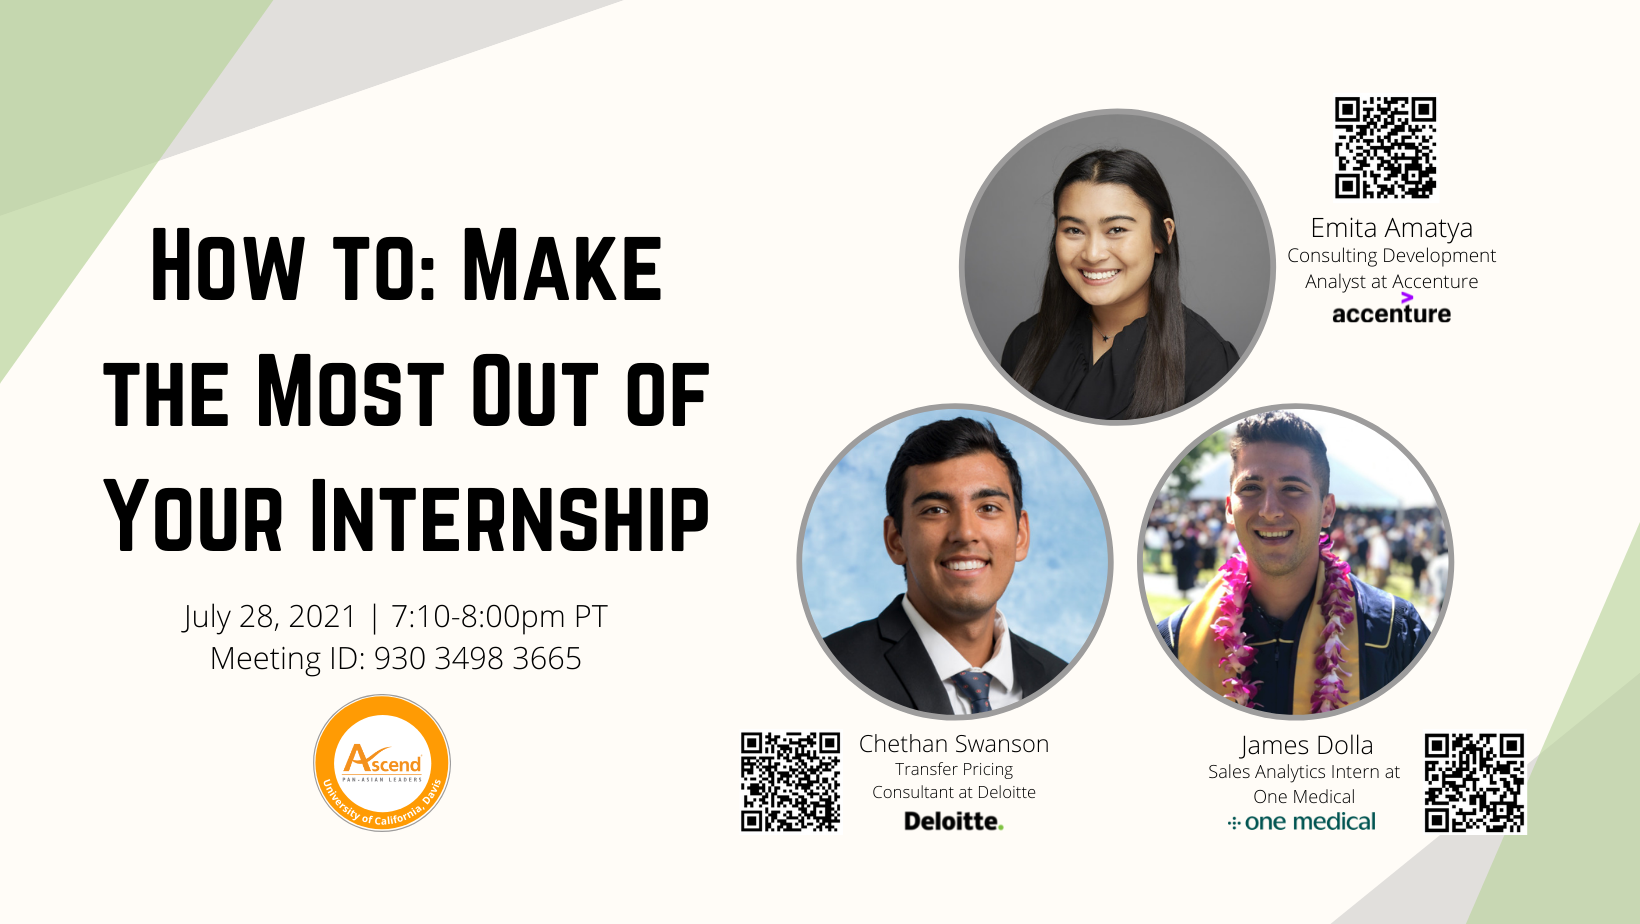 How to: Make
the Most Out of
Your Internship
July 28, 2021 | 7:10-8:00pm PT
Meeting ID: 930 3498 3665
Ascend
PAN-ASIAN LEADERS
University of California, Davis
Emita Amatya
Consulting Development
Analyst at Accenture
>
accenture
Chethan Swanson
Transfer Pricing
Consultant at Deloitte
Deloitte.
James Dolla
Sales Analytics Intern at
One Medical
one medical